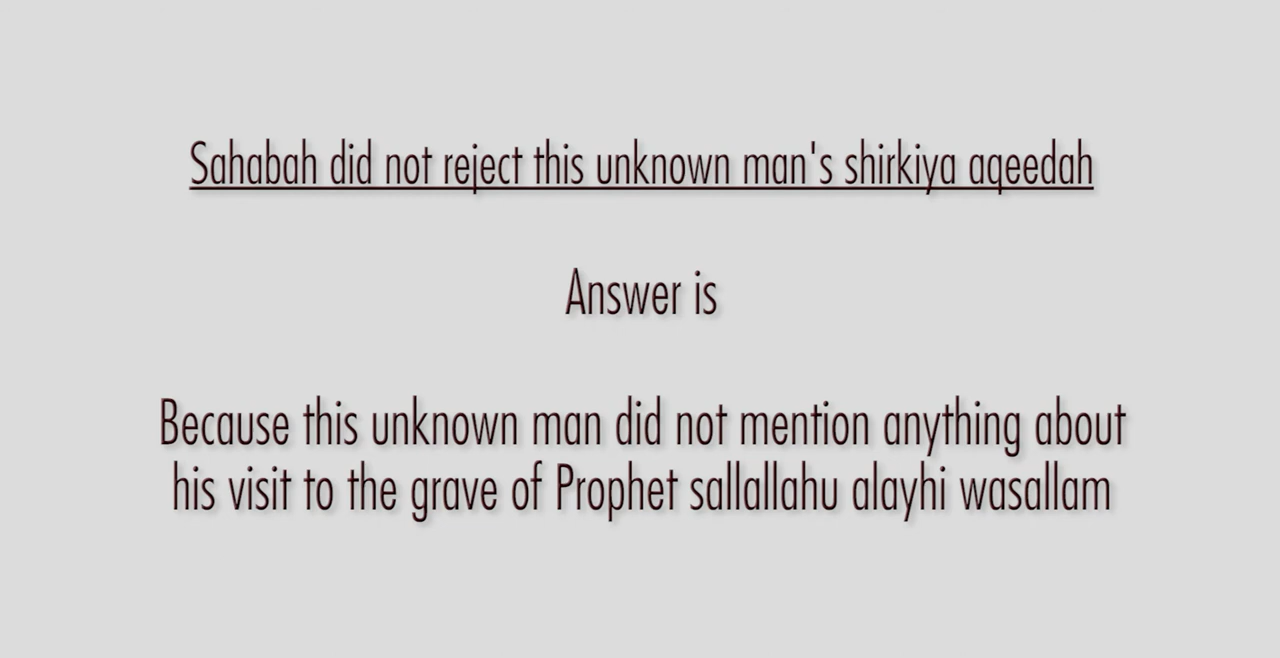 Sahabah did not reject this unknown man's shirkiya aqeedah
Answer is
Because this unknown man did not mention anything about
his visit to the grave of Prophet sallallahu alayhi wasallam